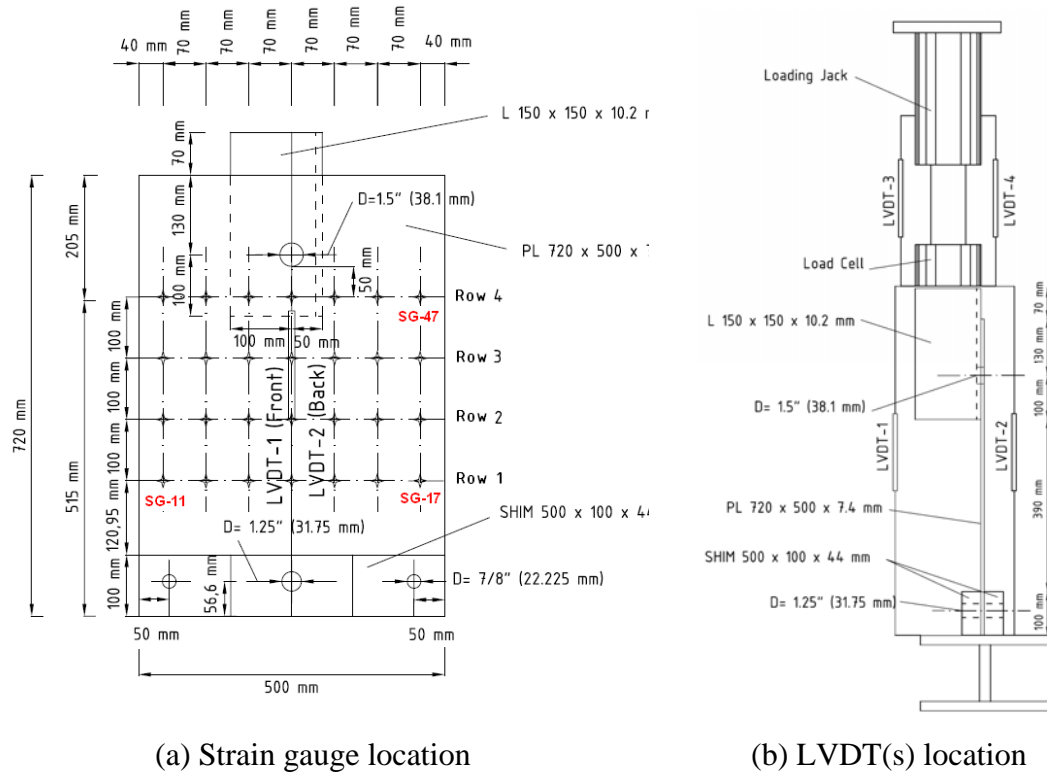 40 mm
70 mm
70 mm
70 mm
70 mm
70 mm
70 mm
40 mm
L 150 x 150 x 10.2 m
70 mm
130 mm
100 mm
D=1.5" (38.1 mm)
PL 720 x 500 x 7
50 mm
205 mm
Row 4
SG-47
100 mm
50 mm
720 mm
515 mm
100 mm
Row 3
LVDT-1 (Front)
LVDT-2 (Back)
100 mm
Row 2
100 mm
Row 1
SG-11
SG-17
120,95 mm
D= 1.25" (31.75 mm)
SHIM 500 x 100 x 44
100 mm
56,6 mm
D= 7/8" (22.225 mm)
50 mm
50 mm
500 mm
(a) Strain gauge location
Loading Jack
LVDT-3
LVDT-4
Load Cell
L 150 x 150 x 10.2 mm
70 mm
130 mm
100 mm
D= 1.5" (38.1 mm)
LVDT-1
LVDT-2
390 mm
PL 720 x 500 x 7.4 mm
SHIM 500 x 100 x 44 mm
D= 1.25" (31.75 mm)
100 mm
(b) LVDT(s) location